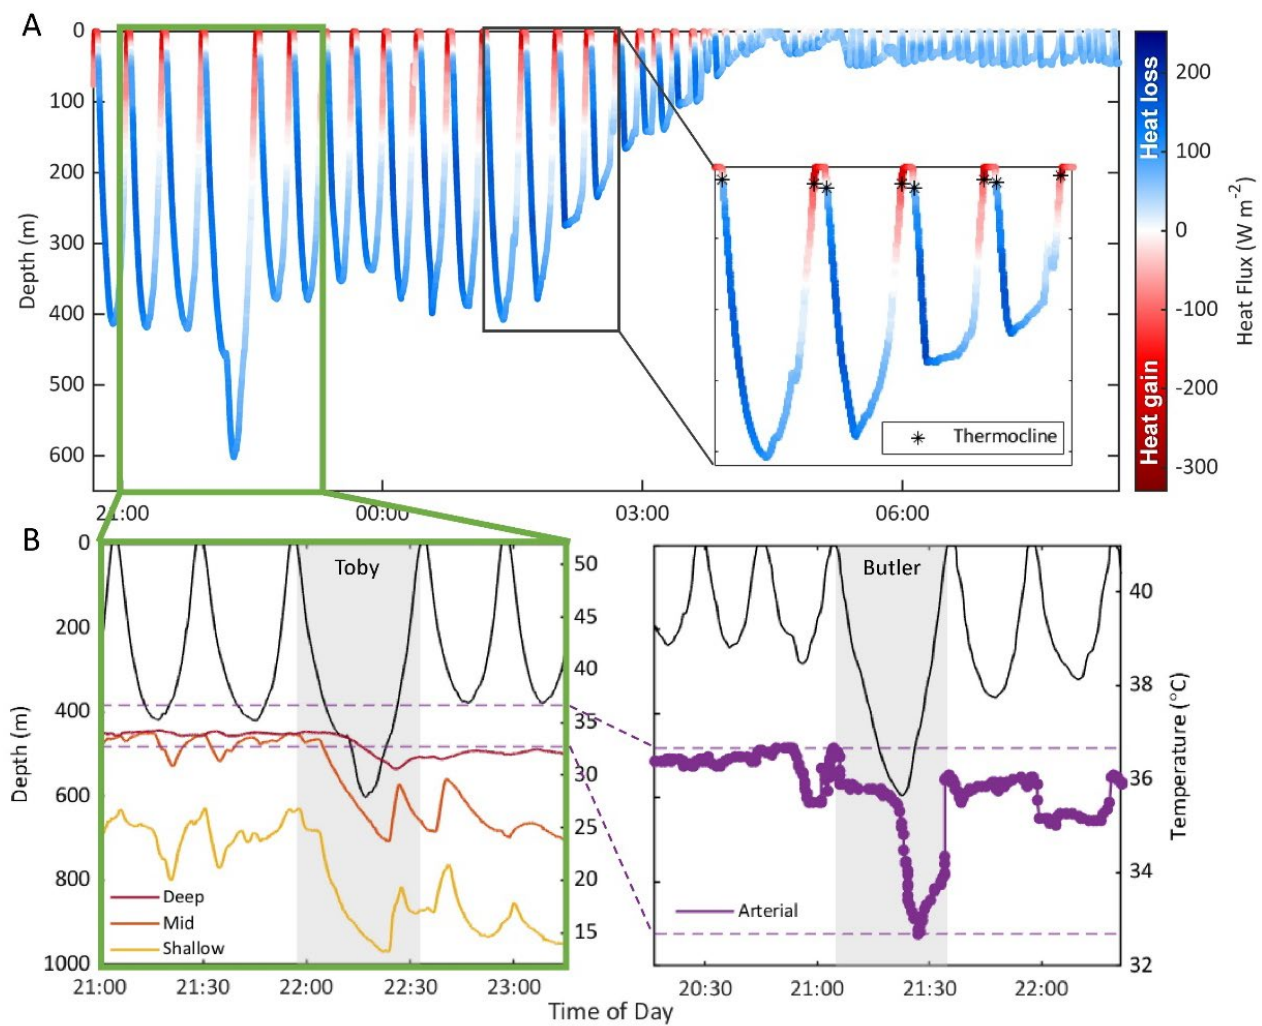 A
0
100
200
300
400
500
600
Depth (m)
21:00
00:00
03:00
06:00
Thermocline
Heat loss
Heat gain
200
100
0
-100
-200
-300
Heat Flux (W m⁻²)
B
Toby
0
200
400
600
800
1000
Depth (m)
50
45
40
35
30
25
20
15
Deep
Mid
Shallow
21:00
21:30
22:00
22:30
23:00
Butler
Arterial
40
38
36
34
32
Temperature (°C)
20:30
21:00
21:30
22:00
Time of Day